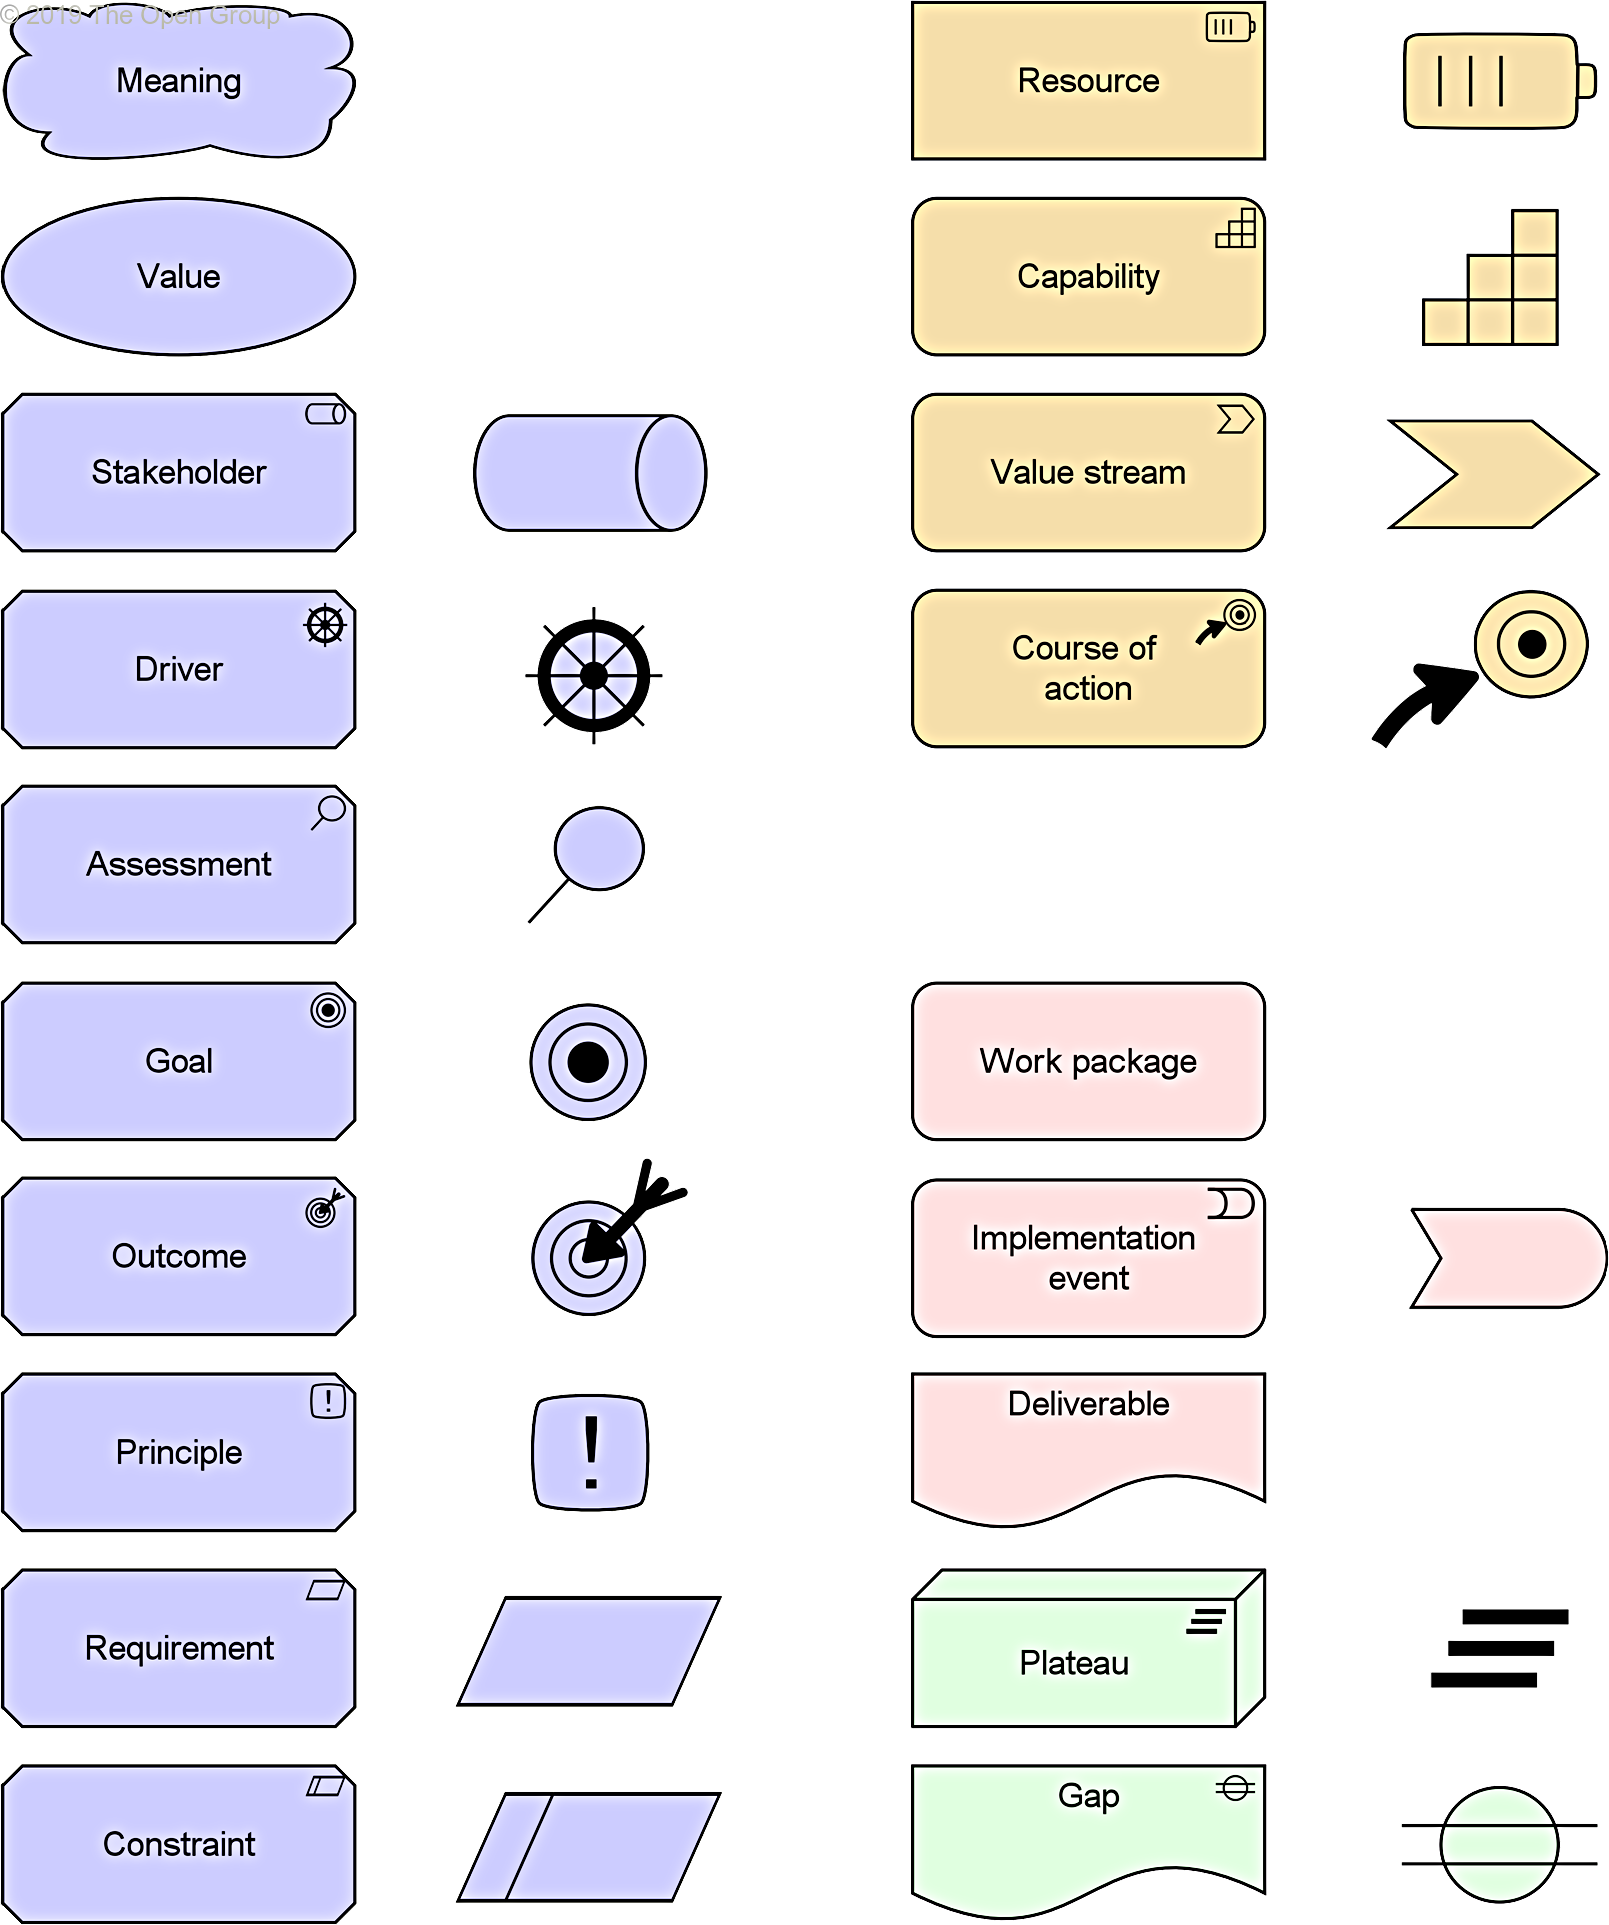 © 2019 The Open Group
Meaning
Resource
Value
Capability
Stakeholder
Value stream
Driver
Course of
action
Assessment
Goal
Work package
Outcome
Implementation
event
Principle
!
!
Deliverable
Requirement
Plateau
Constraint
Gap